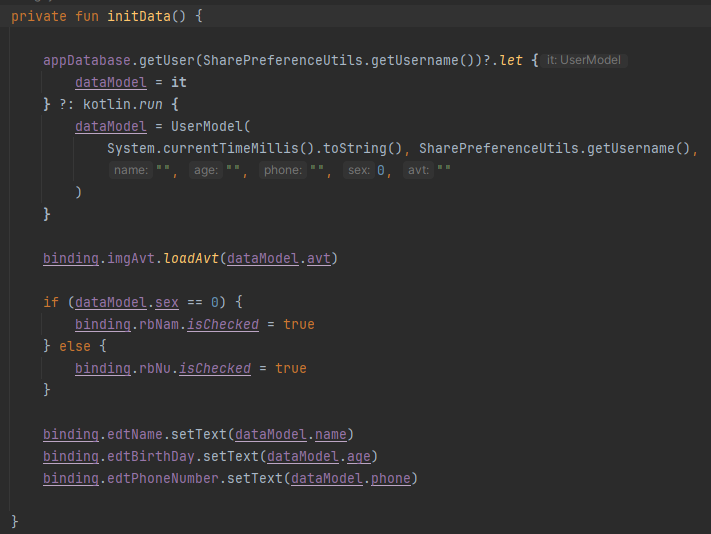 private fun initData() {
appDatabase.getUser(SharePreferenceUtils.getUsername())?.let { it: UserModel
dataModel = it
} ?: kotlin.run {
dataModel = UserModel(
System.currentTimeMillis().toString(), SharePreferenceUtils.getUsername(),
name: "", age: "", phone: "", sex: 0, avt: ""
)
}
binding.imgAvt.loadAvt(dataModel.avt)
if (dataModel.sex == 0) {
binding.rbNam.isChecked = true
} else {
binding.rbNu.isChecked = true
}
binding.edtName.setText(dataModel.name)
binding.edtBirthDay.setText(dataModel.age)
binding.edtPhoneNumber.setText(dataModel.phone)
}